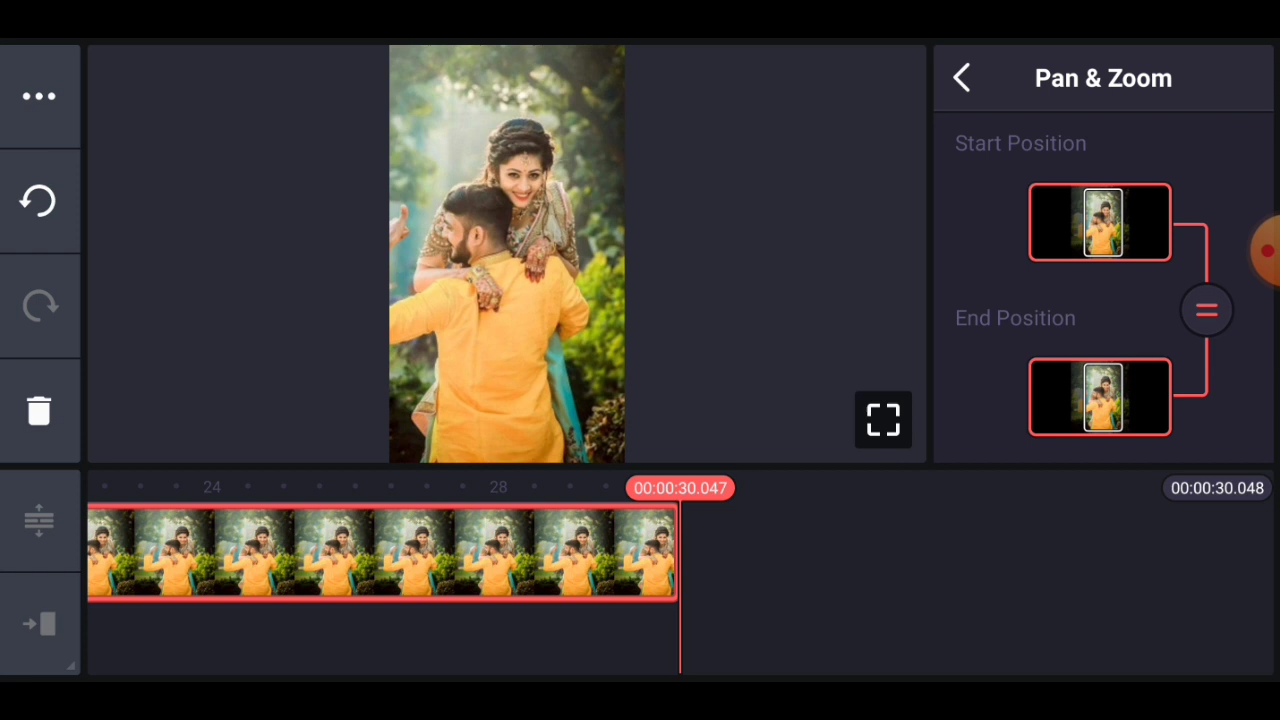 Pan & Zoom
Start Position
End Position
24
28
00:00:30.047
00:00:30.048